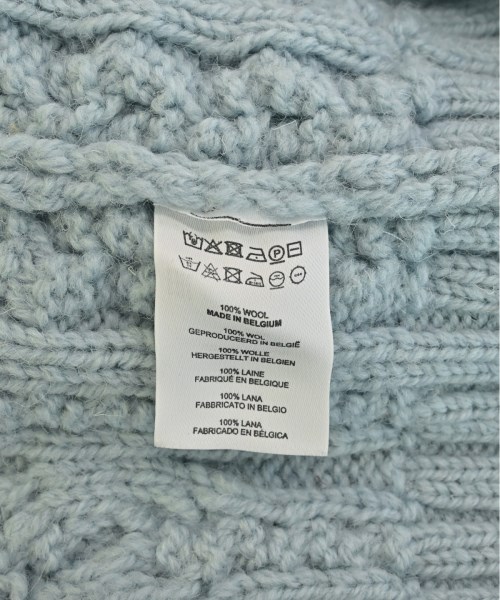 P
100% WOOL
MADE IN BELGIUM
100% WOL
GEPRODUCEERD IN BELGIË
100% WOLLE
HERGESTELLT IN BELGIEN
100% LAINE
FABRIQUÉ EN BELGIQUE
100% LANA
FABBRICATO IN BELGIO
100% LANA
FABRICADO EN BÉLGICA